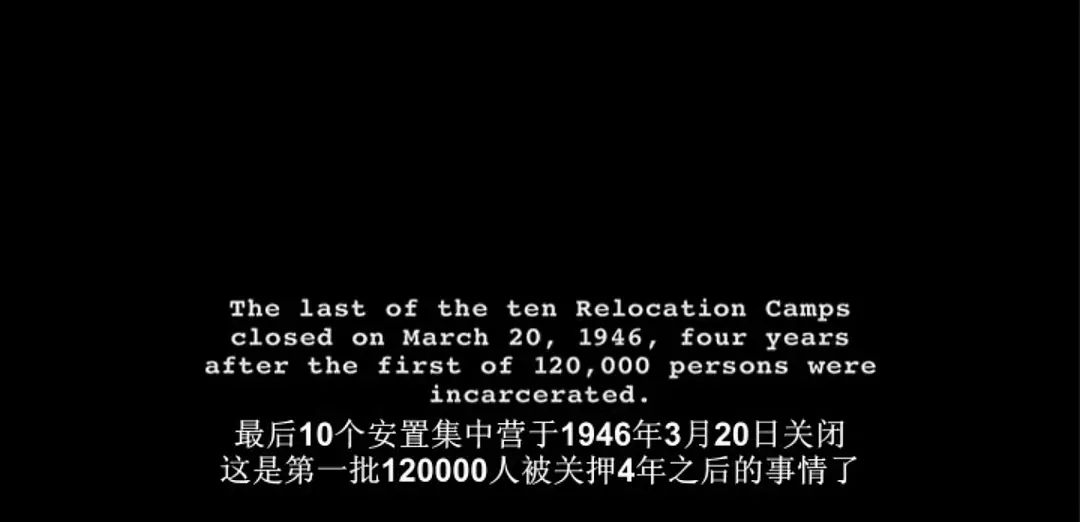 The last of the ten Relocation Camps
closed on March 20, 1946, four years
after the first of 120,000 persons were
incarcerated.
最后10个安置集中营于1946年3月20日关闭
这是第一批120000人被关押4年之后的事情了